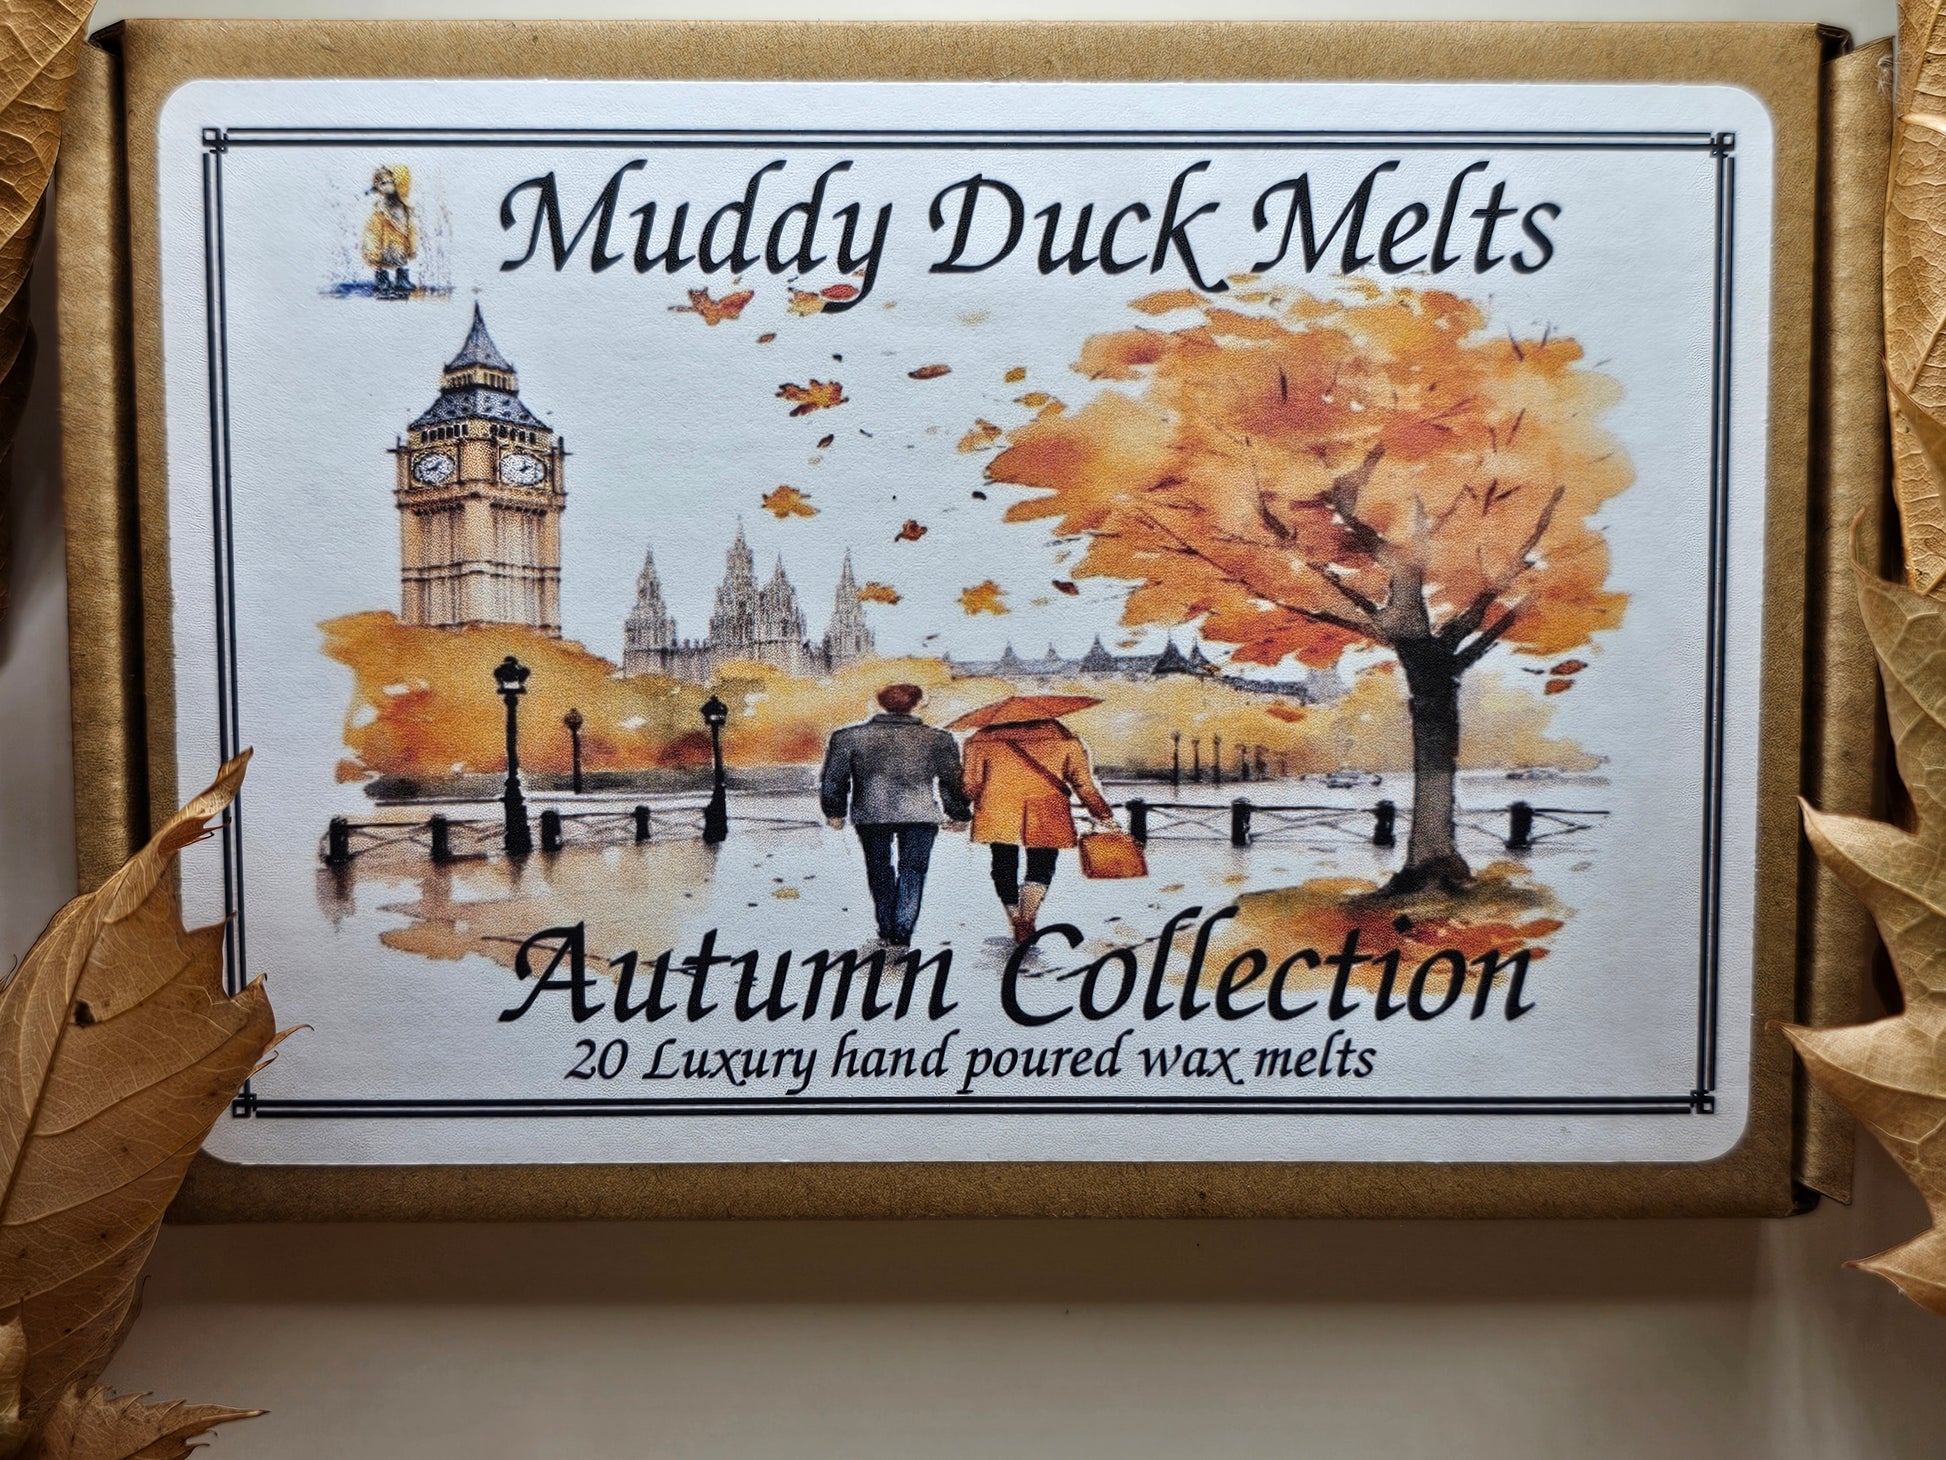 Muddy Duck Melts
Autumn Collection
20 Luxury hand poured wax melts